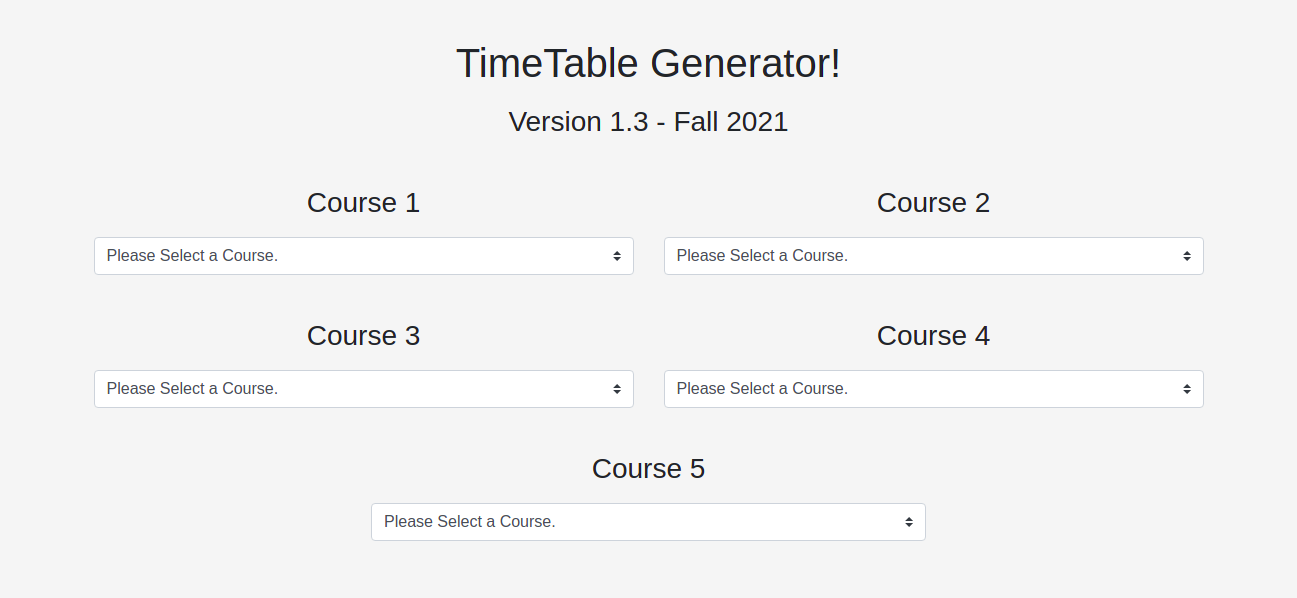 TimeTable Generator!
Version 1.3 - Fall 2021
Course 1
Please Select a Course.
Course 2
Please Select a Course.
Course 3
Please Select a Course.
Course 4
Please Select a Course.
Course 5
Please Select a Course.